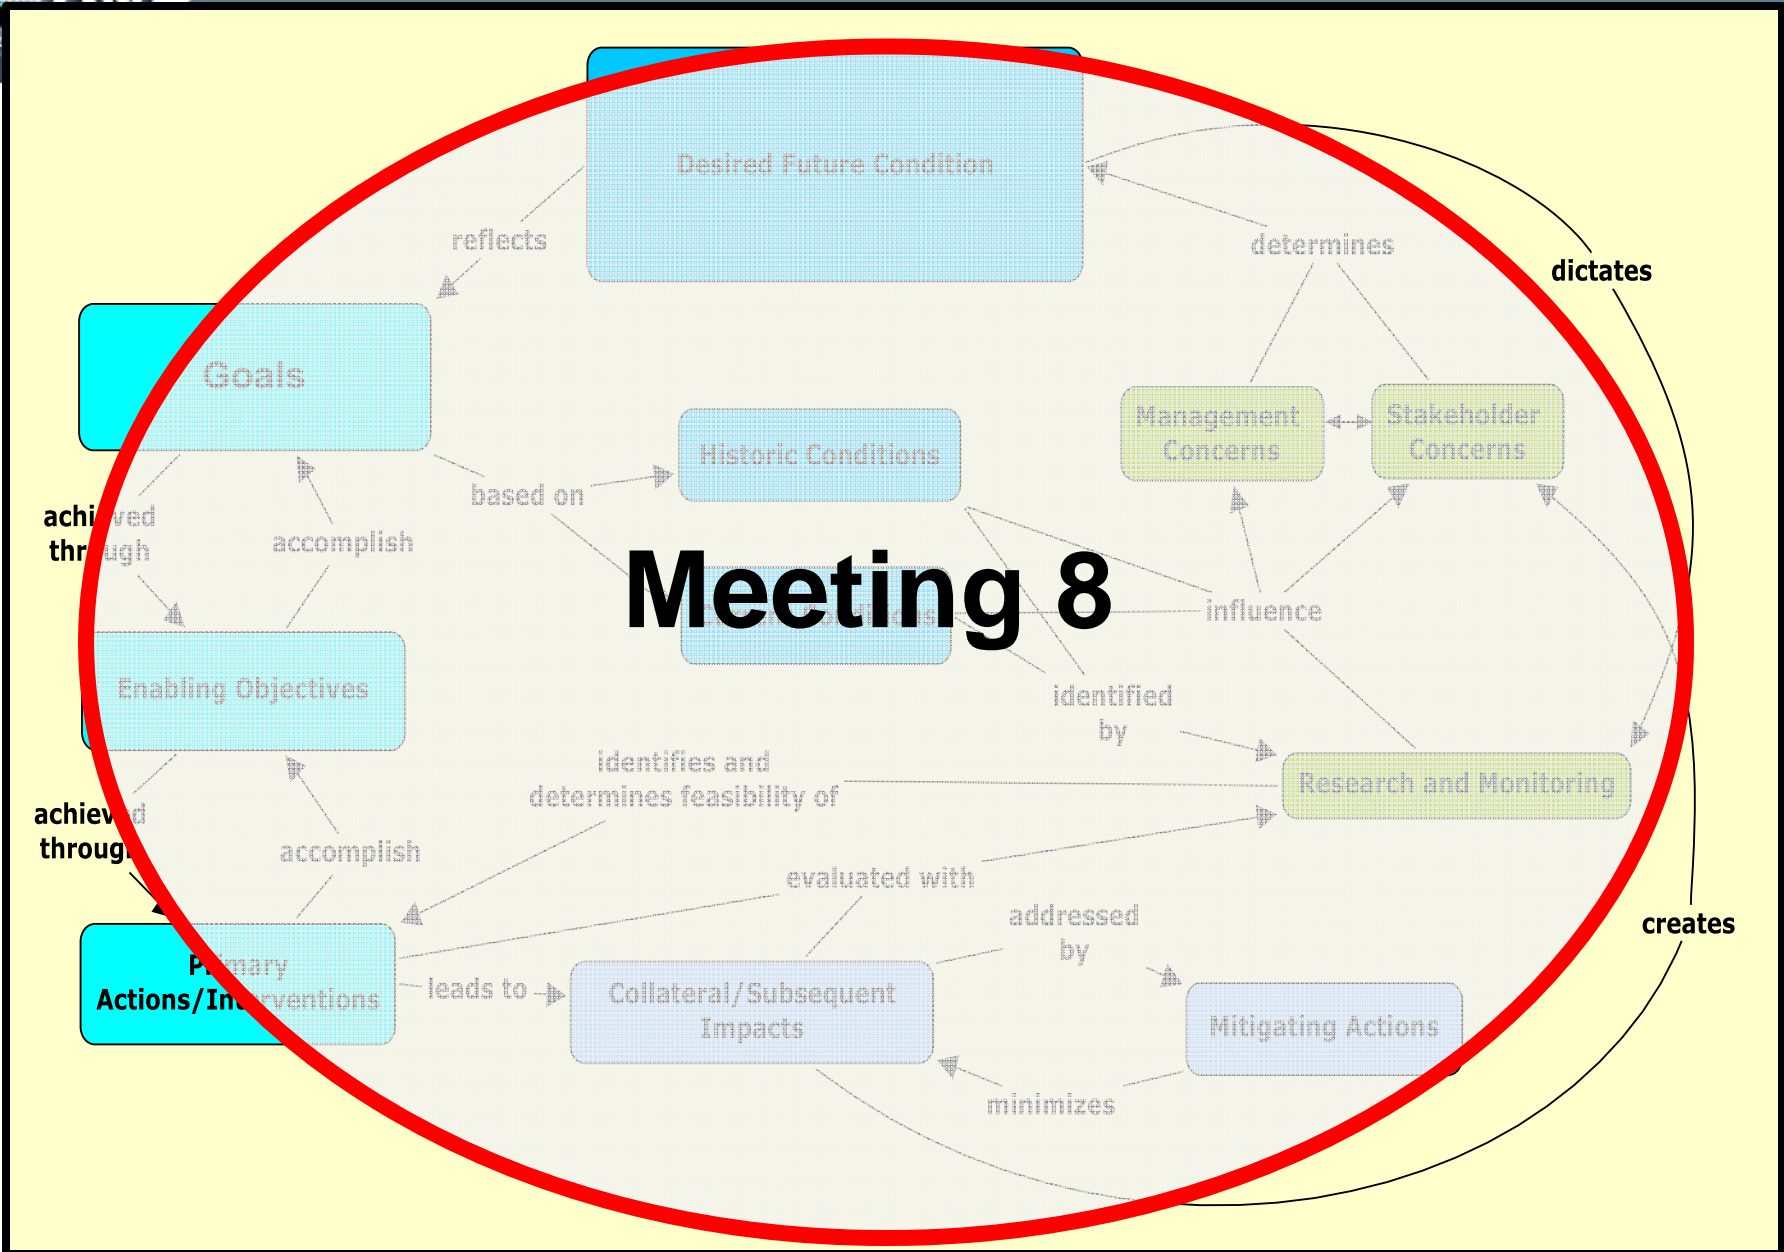 Desired Future Condition
reflects
determines
dictates
Goals
Management
Concerns
Stakeholder
Concerns
Historic Conditions
based on
achieved
through
accomplish
Meeting 8
influence
Enabling Objectives
identified
by
identifies and
determines feasibility of
Research and Monitoring
achieved
through
accomplish
evaluated with
addressed
by
creates
Primary
Actions/Interventions
leads to
Collateral/Subsequent
Impacts
Mitigating Actions
minimizes